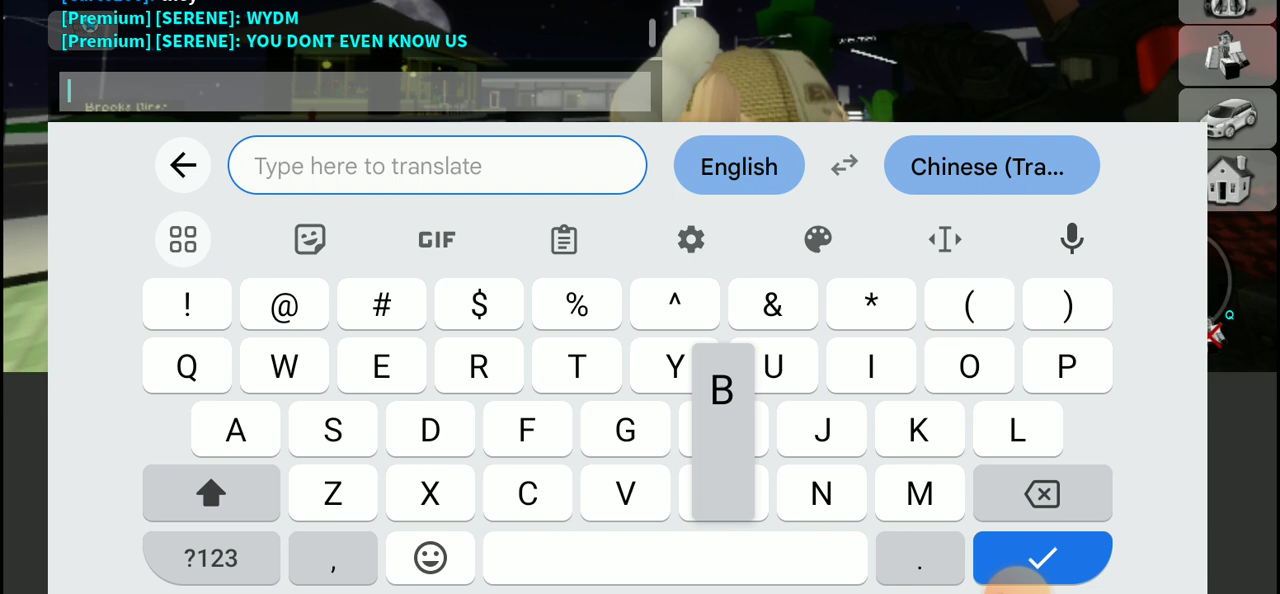 [Premium] [SERENE]: WYDM
[Premium] [SERENE]: YOU DONT EVEN KNOW US
Type here to translate
English
Chinese (Tra...
GIF
! @ # $ % ^ & * ( )
Q W E R T Y U I O P
B
A S D F G J K L
Z X C V N M
?123 , .
Q